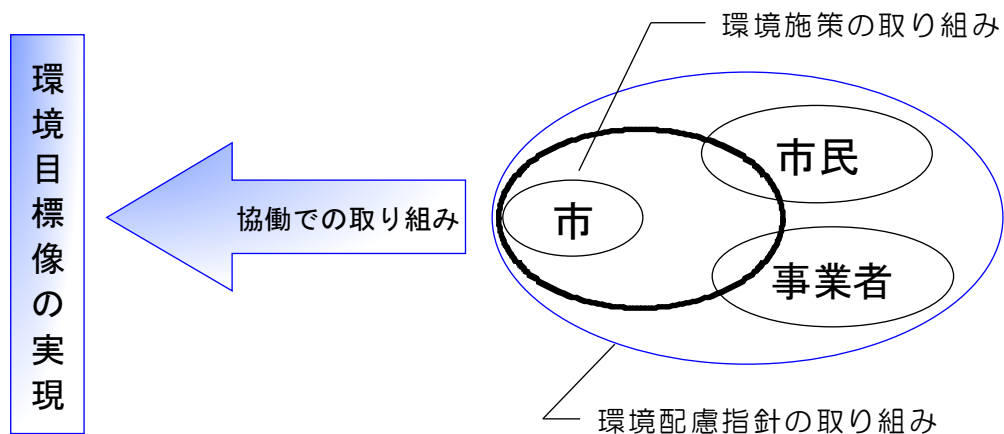 環境施策の取り組み
環境目標像の実現
市民
協働での取り組み
市
事業者
環境配慮指針の取り組み